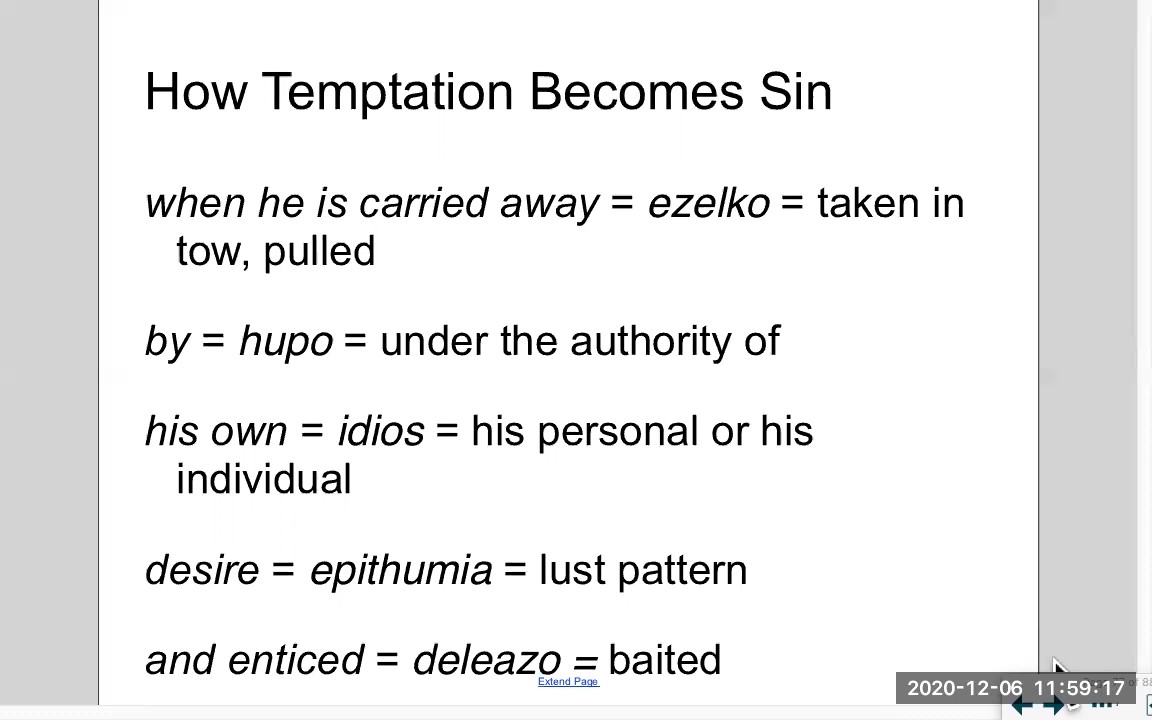 How Temptation Becomes Sin
when he is carried away = ezelko = taken in
tow, pulled
by = hupo = under the authority of
his own = idios = his personal or his
individual
desire = epithumia = lust pattern
and enticed = deleazo = baited
Extend Page
2020-12-06 11:59:17